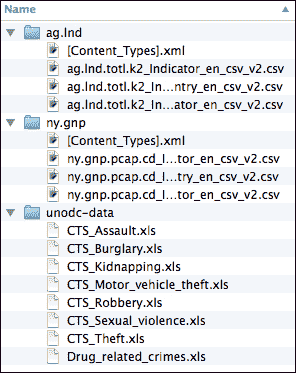 Name
ag.lnd
[Content_Types].xml
ag.lnd.totl.k2_Indicator_en_csv_v2.csv
ag.lnd.totl.k2_In...ntry_en_csv_v2.csv
ag.lnd.totl.k2_In...ator_en_csv_v2.csv
ny.gnp
[Content_Types].xml
ny.gnp.pcap.cd_I...tor_en_csv_v2.csv
ny.gnp.pcap.cd_I...try_en_csv_v2.csv
ny.gnp.pcap.cd_I...tor_en_csv_v2.csv
unodc-data
CTS_Assault.xls
CTS_Burglary.xls
CTS_Kidnapping.xls
CTS_Motor_vehicle_theft.xls
CTS_Robbery.xls
CTS_Sexual_violence.xls
CTS_Theft.xls
Drug_related_crimes.xls